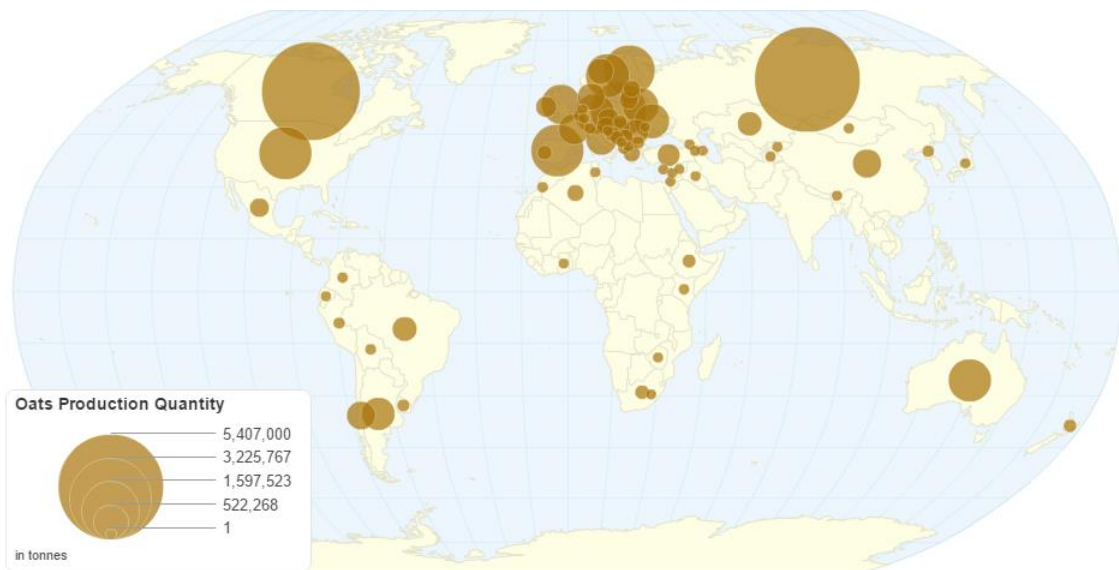 Oats Production Quantity
5,407,000
3,225,767
1,597,523
522,268
1
in tonnes